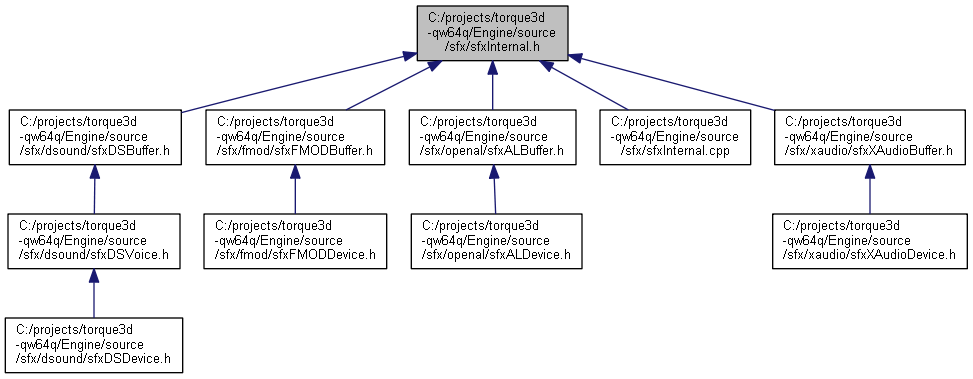 C:/projects/torque3d
-qw64q/Engine/source
/sfx/sfxInternal.h
C:/projects/torque3d
-qw64q/Engine/source
/sfx/dsound/sfxDSBuffer.h
C:/projects/torque3d
-qw64q/Engine/source
/sfx/fmod/sfxFMODBuffer.h
C:/projects/torque3d
-qw64q/Engine/source
/sfx/openal/sfxALBuffer.h
C:/projects/torque3d
-qw64q/Engine/source
/sfx/sfxInternal.cpp
C:/projects/torque3d
-qw64q/Engine/source
/sfx/xaudio/sfxXAudioBuffer.h
C:/projects/torque3d
-qw64q/Engine/source
/sfx/dsound/sfxDSVoice.h
C:/projects/torque3d
-qw64q/Engine/source
/sfx/fmod/sfxFMODDevice.h
C:/projects/torque3d
-qw64q/Engine/source
/sfx/openal/sfxALDevice.h
C:/projects/torque3d
-qw64q/Engine/source
/sfx/xaudio/sfxXAudioDevice.h
C:/projects/torque3d
-qw64q/Engine/source
/sfx/dsound/sfxDSDevice.h